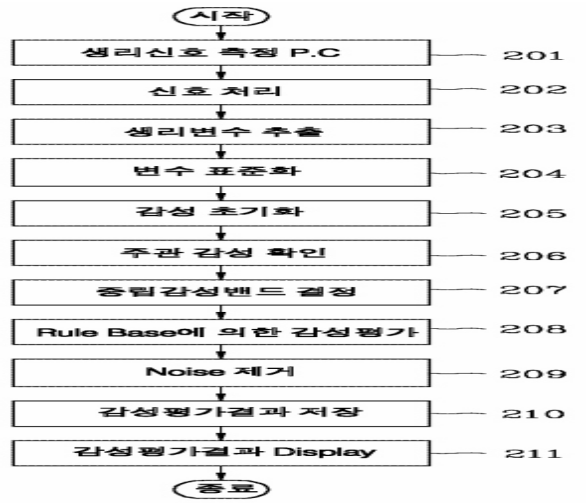 시작
생리신호 측정 P.C 201
신호 처리 202
생리변수 추출 203
변수 표준화 204
감성 초기화 205
주관 감성 확인 206
중립감성밴드 결정 207
Rule Base에 의한 감성평가 208
Noise 제거 209
감성평가결과 저장 210
감성평가결과 Display 211
종료